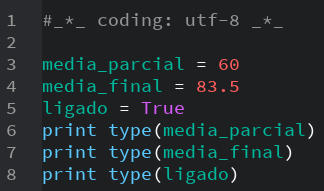 1 #_*_ coding: utf-8 _*_
2
3 media_parcial = 60
4 media_final = 83.5
5 ligado = True
6 print type(media_parcial)
7 print type(media_final)
8 print type(ligado)